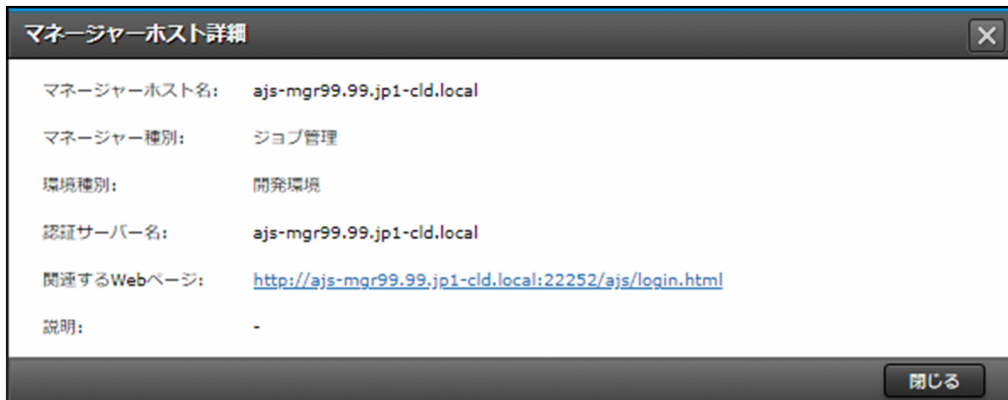 マネージャーホスト詳細
マネージャーホスト名: ajs-mgr99.99.jp1-cld.local
マネージャー種別: ジョブ管理
環境種別: 開発環境
認証サーバー名: ajs-mgr99.99.jp1-cld.local
関連するWebページ: http://ajs-mgr99.99.jp1-cld.local:22252/ajs/login.html
説明: -
閉じる